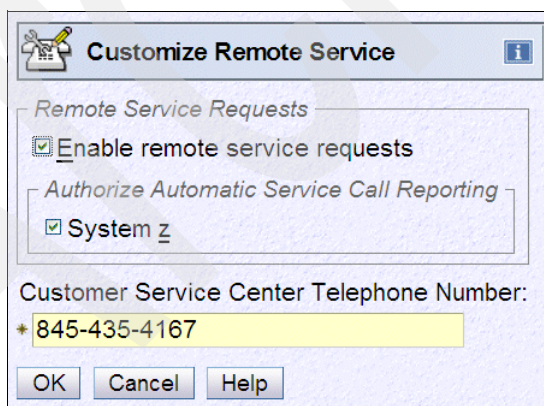 Customize Remote Service
i
Remote Service Requests
Enable remote service requests
Authorize Automatic Service Call Reporting
System z
Customer Service Center Telephone Number:
* 845-435-4167
OK Cancel Help